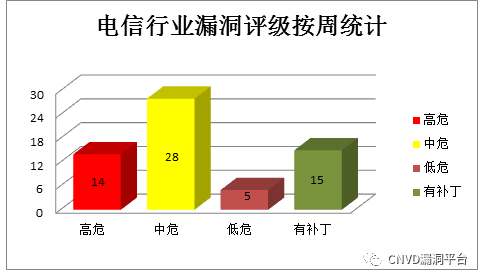 电信行业漏洞评级按周统计
30
24
18
12
6
0
14
28
5
15
高危
中危
低危
有补丁
高危
中危
低危
有补丁
CNVD漏洞平台